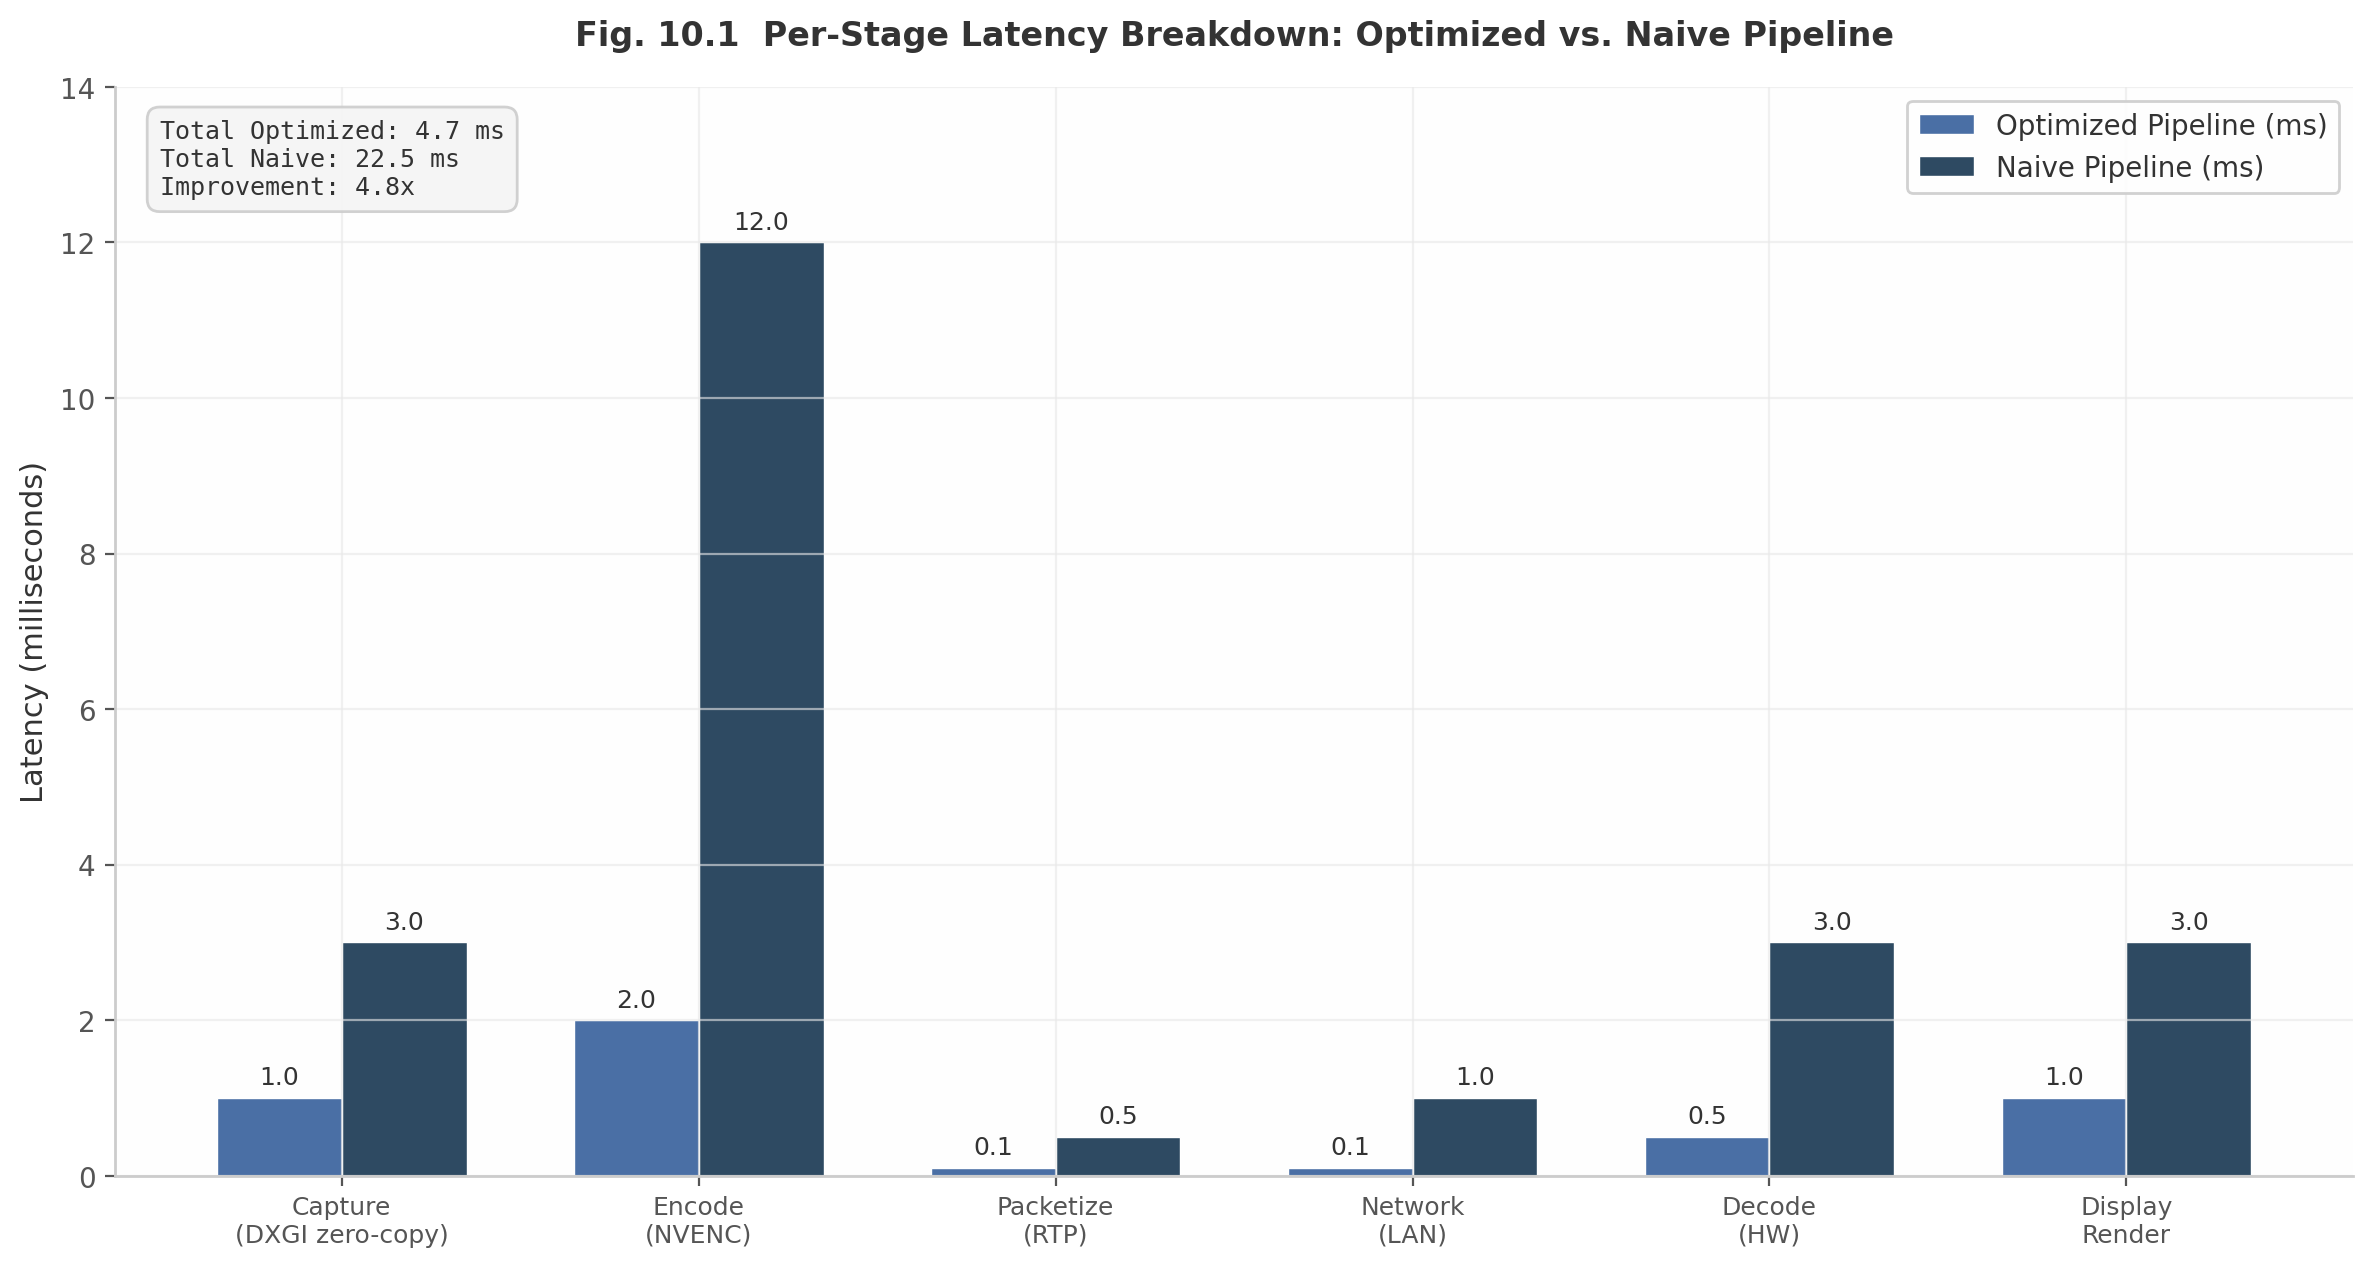 Fig. 10.1  Per-Stage Latency Breakdown: Optimized vs. Naive Pipeline
Total Optimized: 4.7 ms
Total Naive: 22.5 ms
Improvement: 4.8x
Optimized Pipeline (ms)
Naive Pipeline (ms)
Latency (milliseconds)
14
12
10
8
6
4
2
0
1.0
3.0
2.0
12.0
0.1
0.5
0.1
1.0
0.5
3.0
1.0
3.0
Capture
(DXGI zero-copy)
Encode
(NVENC)
Packetize
(RTP)
Network
(LAN)
Decode
(HW)
Display
Render